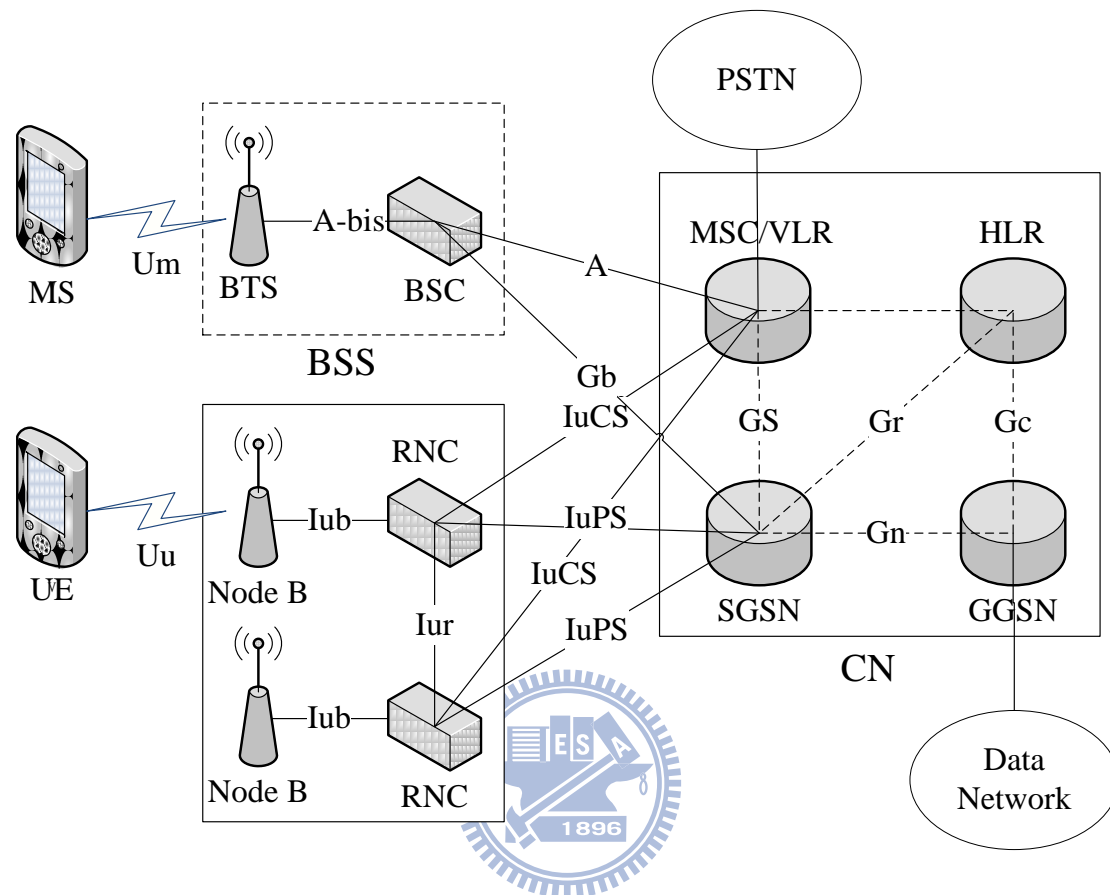 PSTN
MSC/VLR
HLR
A-bis
A
Um
MS
BTS
BSC
BSS
Gb
IuCS
GS
Gr
Gc
RNC
Iub
IuPS
Gn
Uu
UE
Node B
IuCS
SGSN
GGSN
Iur
IuPS
CN
Iub
Node B
RNC
Data
Network
E S A
1896